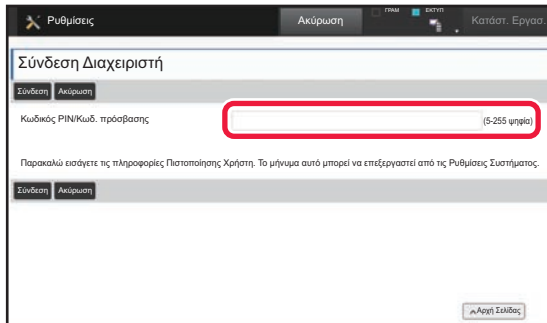 Ρυθμίσεις Ακύρωση ΓΡΑΜ ΕΚΤΥΠ Κατάστ. Εργασ.
Σύνδεση Διαχειριστή
Σύνδεση Ακύρωση
Κωδικός PIN/Κωδ. πρόσβασης (5-255 ψηφία)
Παρακαλώ εισάγετε τις πληροφορίες Πιστοποίησης Χρήστη. Το μήνυμα αυτό μπορεί να επεξεργαστεί από τις Ρυθμίσεις Συστήματος.
Σύνδεση Ακύρωση
Αρχή Σελίδας